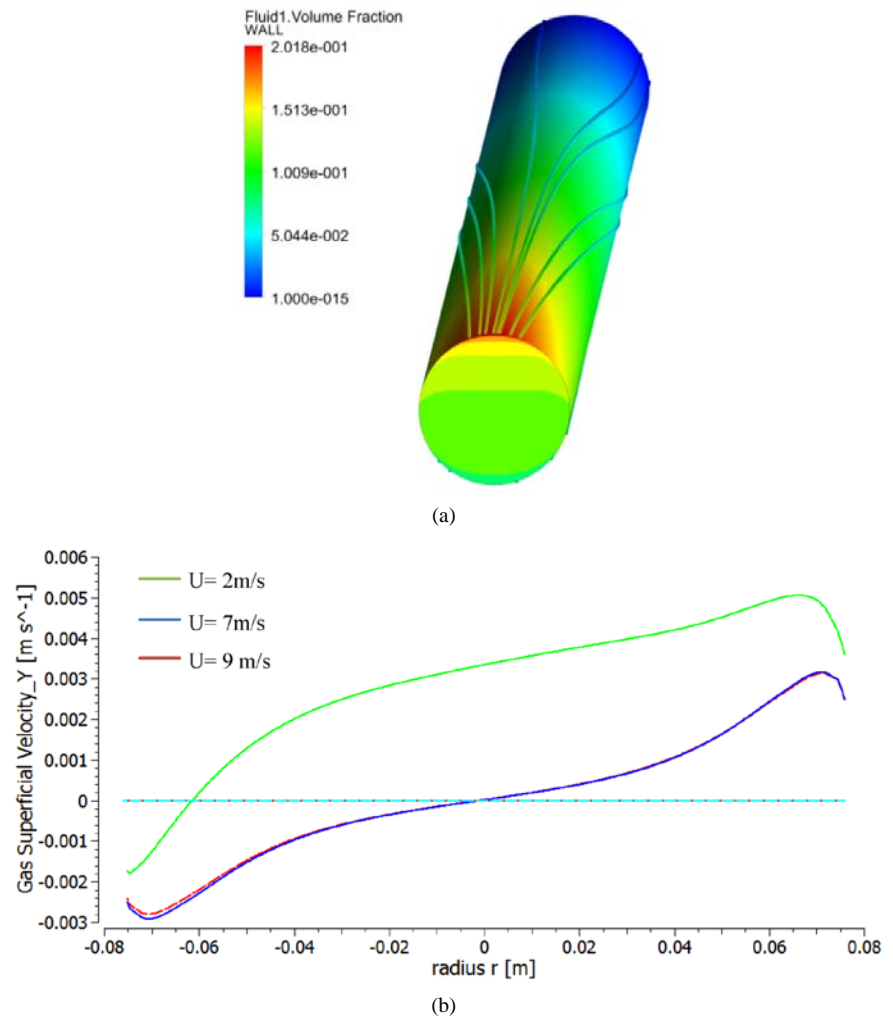 Fluid1.Volume Fraction
WALL
2.018e-001
1.513e-001
1.009e-001
5.044e-002
1.000e-015
(a)
0.006
0.005
0.004
0.003
0.002
0.001
0
-0.001
-0.002
-0.003
Gas Superficial Velocity_Y [m s^-1]
U= 2m/s
U= 7m/s
U= 9 m/s
-0.08 -0.06 -0.04 -0.02 0 0.02 0.04 0.06 0.08
radius r [m]
(b)